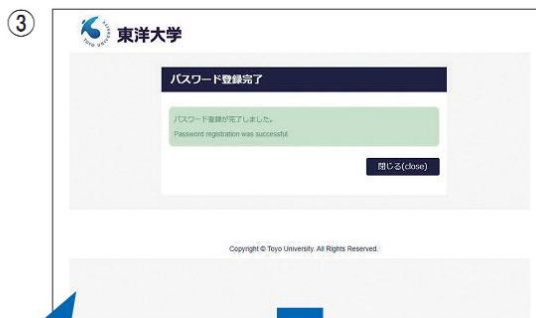 ③
東洋大学
TOYO UNIVERSITY
パスワード登録完了
パスワード登録が完了しました。
Password registration was successful.
閉じる(close)
Copyright © Toyo University. All Rights Reserved.